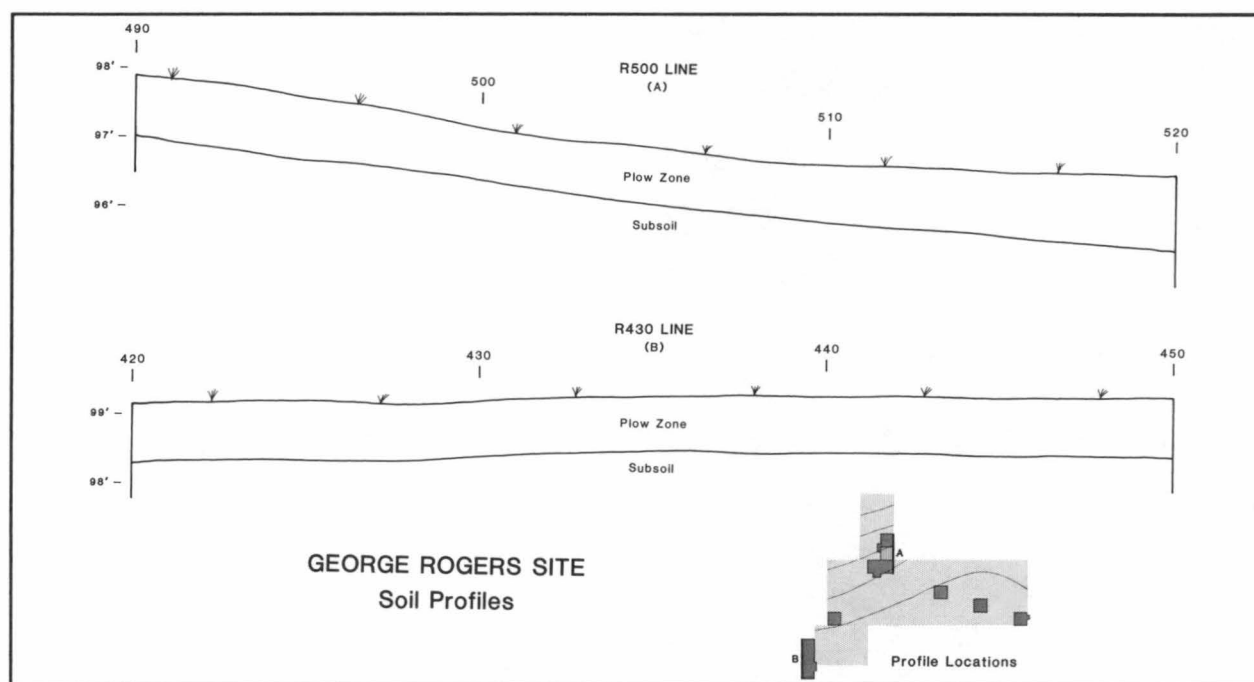 490
98' –
R500 LINE
500
(A)
510
520
97' –
Plow Zone
96' –
Subsoil
R430 LINE
420
430
(B)
440
450
99' –
Plow Zone
Subsoil
98' –
A
GEORGE ROGERS SITE
Soil Profiles
B
Profile Locations